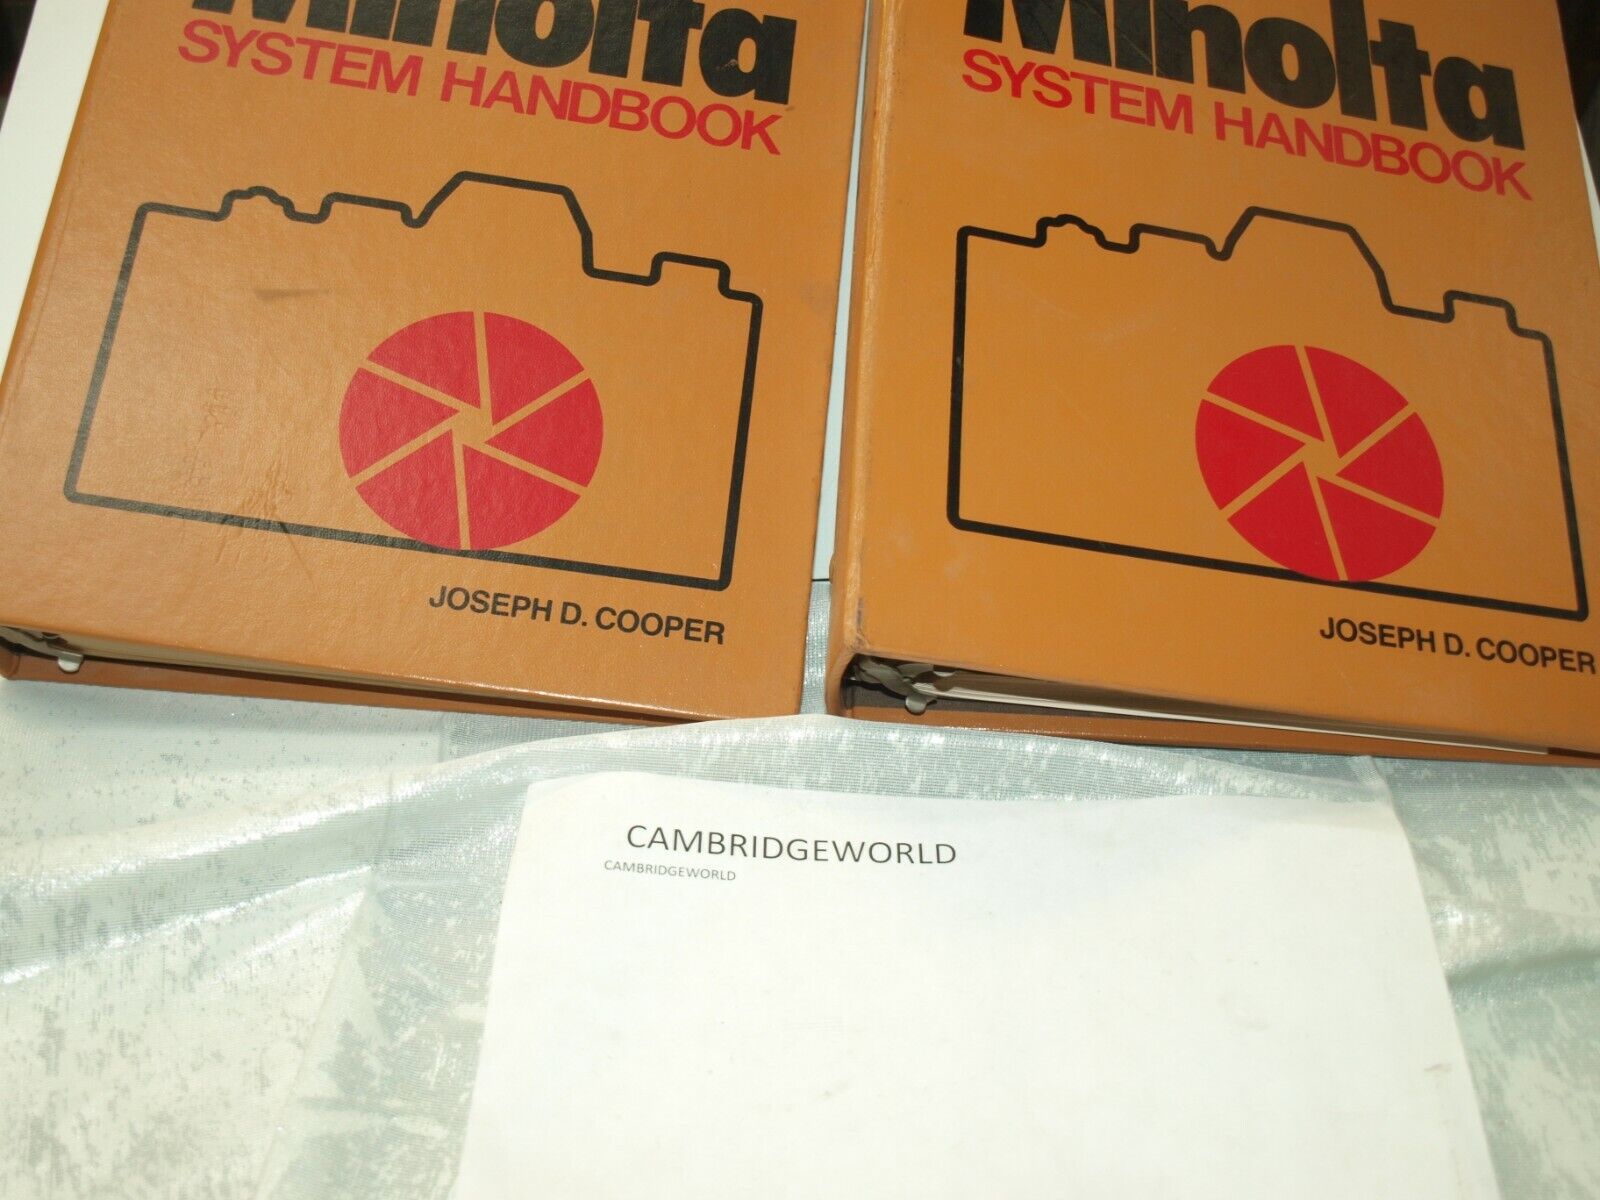 Minolta
SYSTEM HANDBOOK
JOSEPH D. COOPER
Minolta
SYSTEM HANDBOOK
JOSEPH D. COOPER
CAMBRIDGEWORLD
CAMBRIDGEWORLD